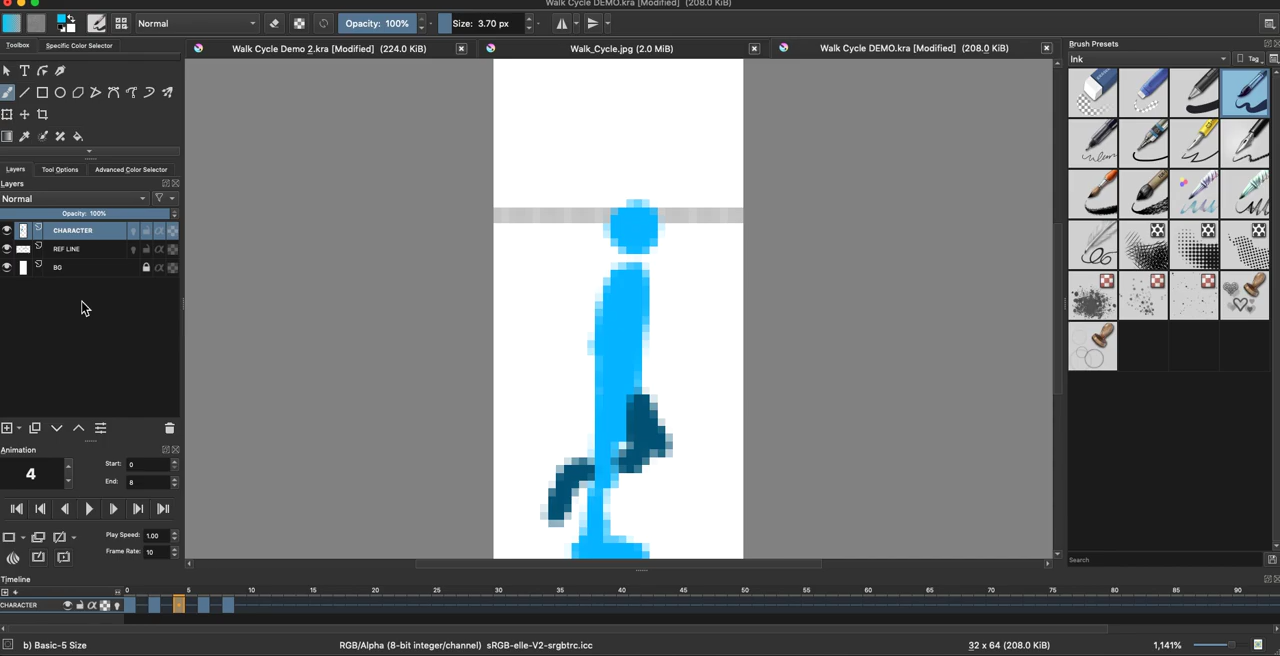 Walk Cycle DEMO.kra [Modified] (208.0 KiB)
Normal
Opacity: 100%
Size: 3.70 px
Toolbox
Specific Color Selector
Walk Cycle Demo 2.kra [Modified] (224.0 KiB)
Walk_Cycle.jpg (2.0 MiB)
Walk Cycle DEMO.kra [Modified] (208.0 KiB)
Brush Presets
Ink
Tag
Layers
Tool Options
Advanced Color Selector
Layers
Normal
Opacity: 100%
CHARACTER
REF LINE
BG
Animation
4
Start: 0
End: 8
Play Speed: 1.00
Frame Rate: 10
Search
Timeline
0 5 10 15 20 25 30 35 40 45 50 55 60 65 70 75 80 85 90
CHARACTER
b) Basic-5 Size
RGB/Alpha (8-bit integer/channel) sRGB-elle-V2-srgbtrc.icc
32 x 64 (208.0 KiB)
1,141%